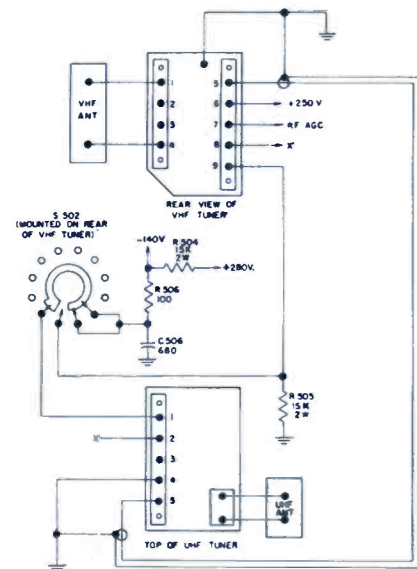 VHF
ANT
1
2
3
4
5
6
7
8
9
+250 V
RF AGC
X'
REAR VIEW OF
VHF TUNER
S 502
(MOUNTED ON REAR
OF VHF TUNER)
-140V
R 504
15K
2W
+280V.
R 506
100
C 506
680
R 505
15K
2W
X'
1
2
3
4
5
UHF
ANT
TOP OF UHF TUNER